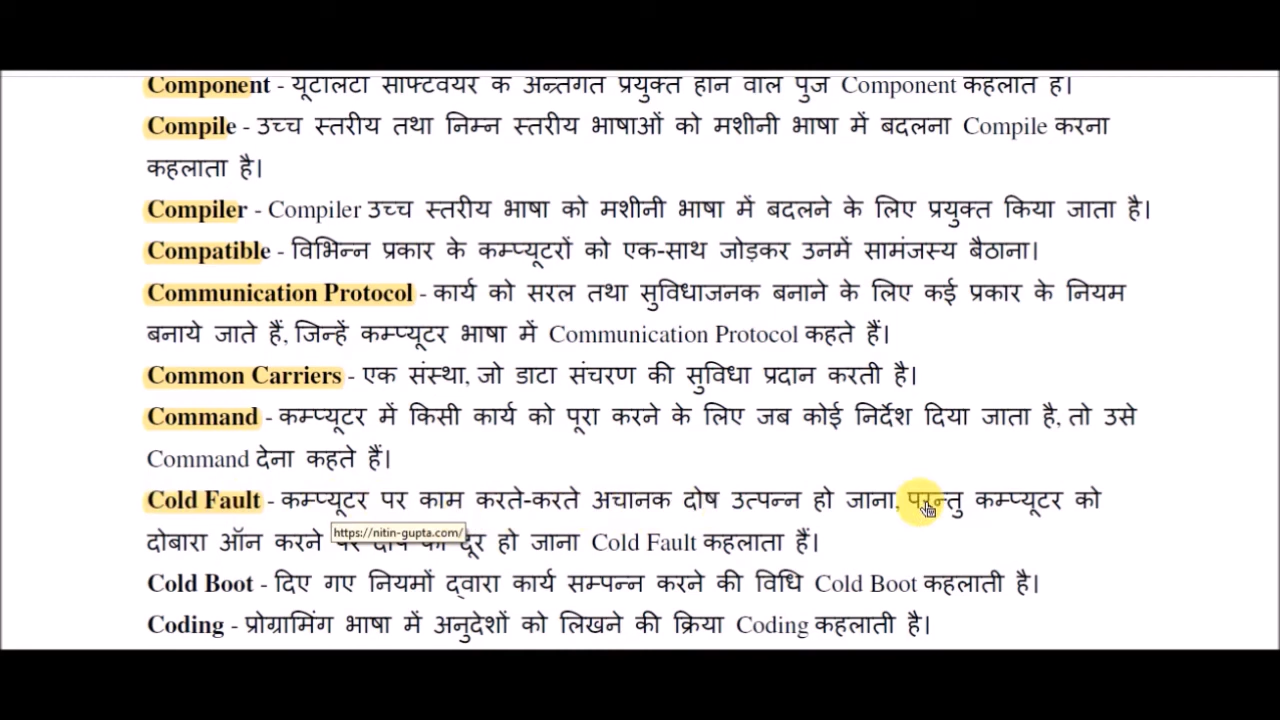 Component - यूटीलिटी सॉफ्टवेयर के अन्तर्गत प्रयुक्त होने वाले पुर्जे Component कहलाते हैं।
Compile - उच्च स्तरीय तथा निम्न स्तरीय भाषाओं को मशीनी भाषा में बदलना Compile करना
कहलाता है।
Compiler - Compiler उच्च स्तरीय भाषा को मशीनी भाषा में बदलने के लिए प्रयुक्त किया जाता है।
Compatible - विभिन्न प्रकार के कम्प्यूटरों को एक-साथ जोड़कर उनमें सामंजस्य बैठाना।
Communication Protocol - कार्य को सरल तथा सुविधाजनक बनाने के लिए कई प्रकार के नियम
बनाये जाते हैं, जिन्हें कम्प्यूटर भाषा में Communication Protocol कहते हैं।
Common Carriers - एक संस्था, जो डाटा संचरण की सुविधा प्रदान करती है।
Command - कम्प्यूटर में किसी कार्य को पूरा करने के लिए जब कोई निर्देश दिया जाता है, तो उसे
Command देना कहते हैं।
Cold Fault - कम्प्यूटर पर काम करते-करते अचानक दोष उत्पन्न हो जाना, परन्तु कम्प्यूटर को
दोबारा ऑन करने पर दोष का दूर हो जाना Cold Fault कहलाता हैं।
https://nitin-gupta.com/
Cold Boot - दिए गए नियमों द्वारा कार्य सम्पन्न करने की विधि Cold Boot कहलाती है।
Coding - प्रोग्रामिंग भाषा में अनुदेशों को लिखने की क्रिया Coding कहलाती है।